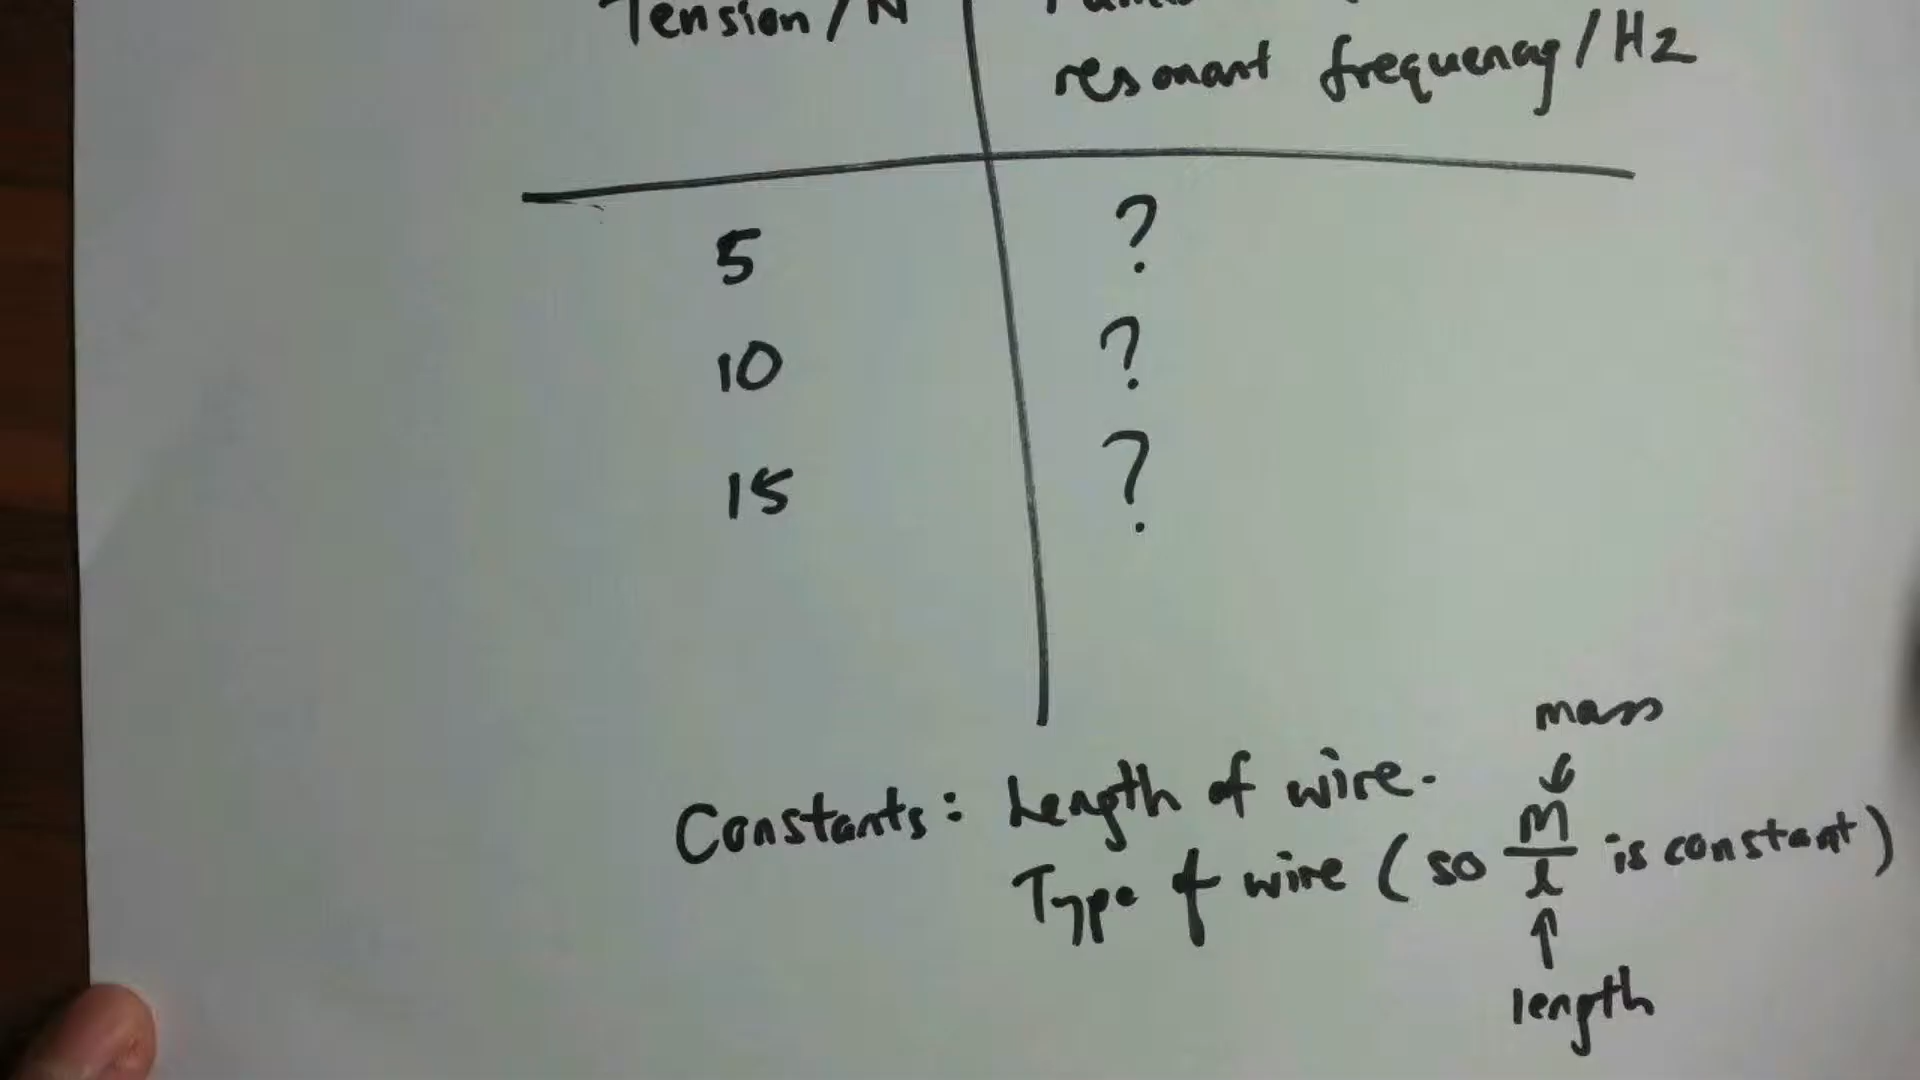 Tension/N
resonant frequency/Hz
5 ?
10 ?
15 ?
mass
↓
Constants: Length of wire.
Type of wire (so m/l is constant)
↑
length